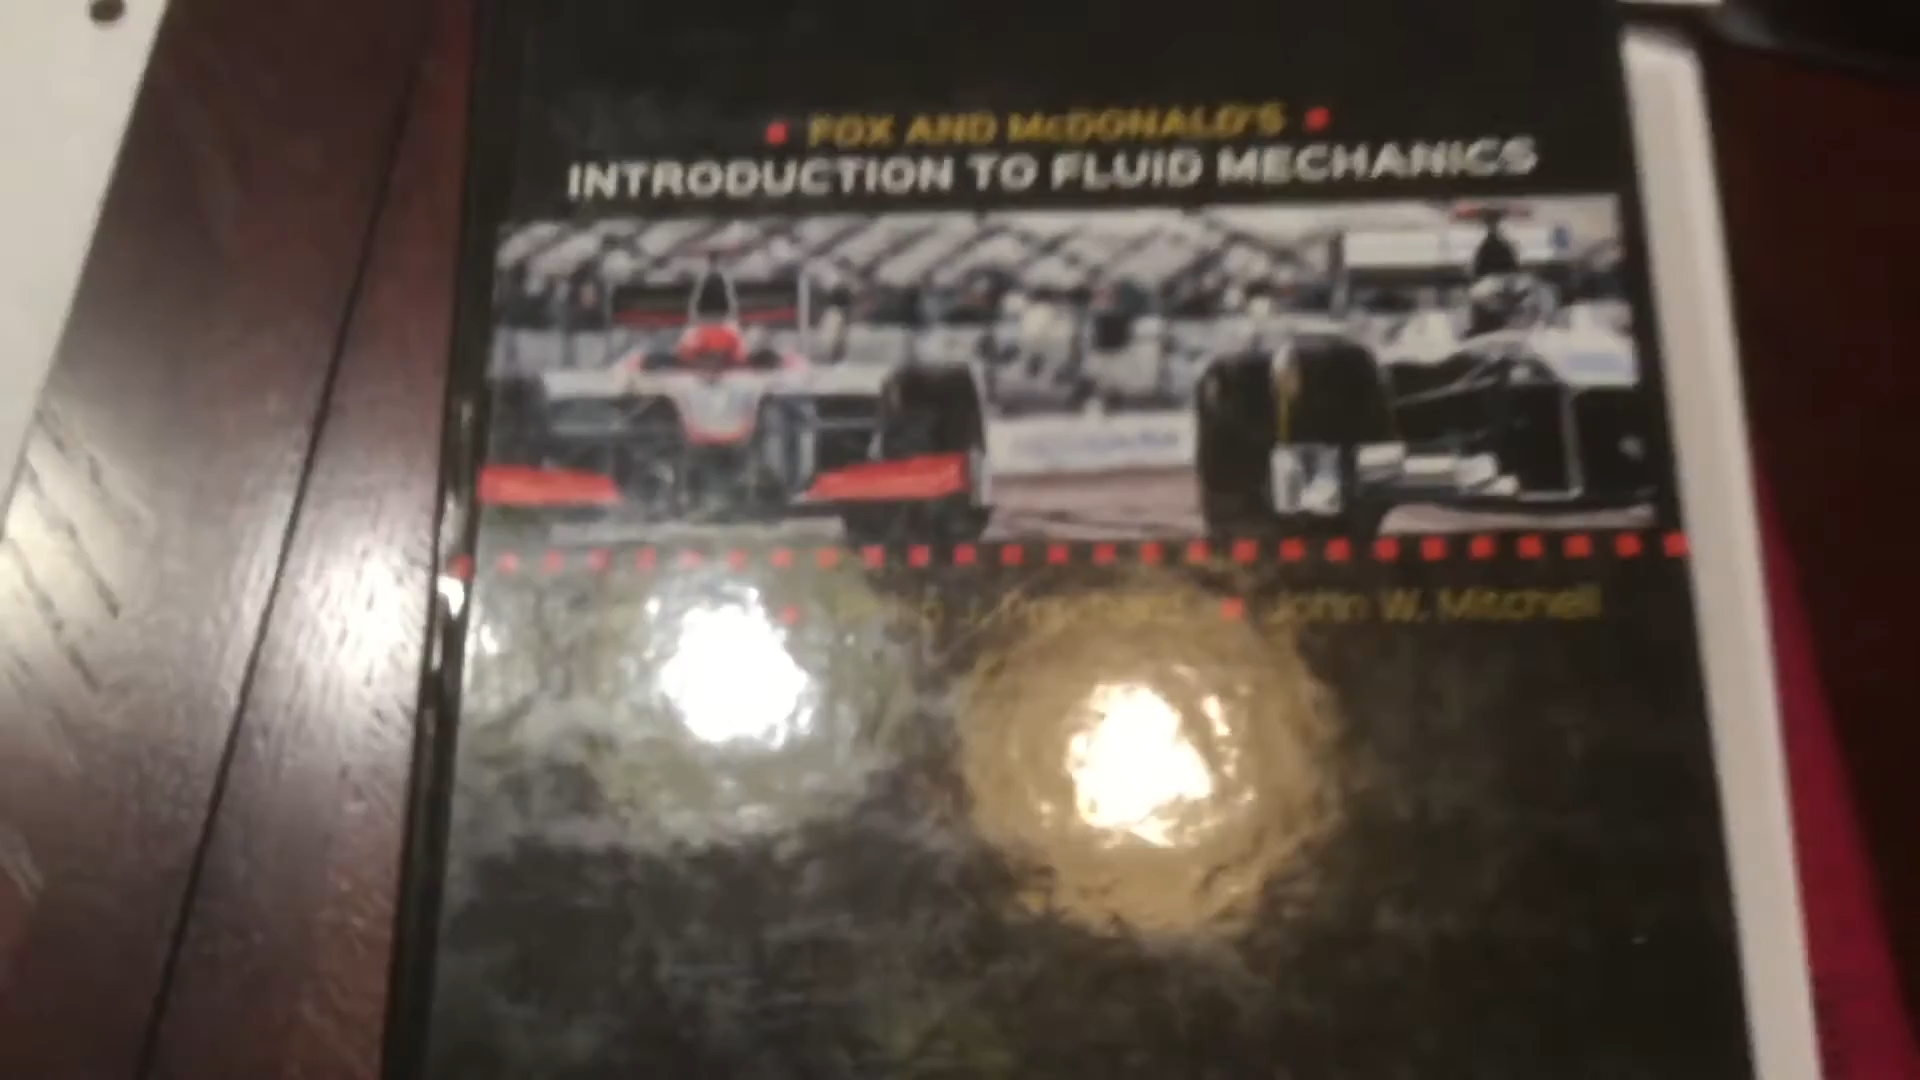 FOX AND McDONALD'S
INTRODUCTION TO FLUID MECHANICS
J. John W. Mitchell